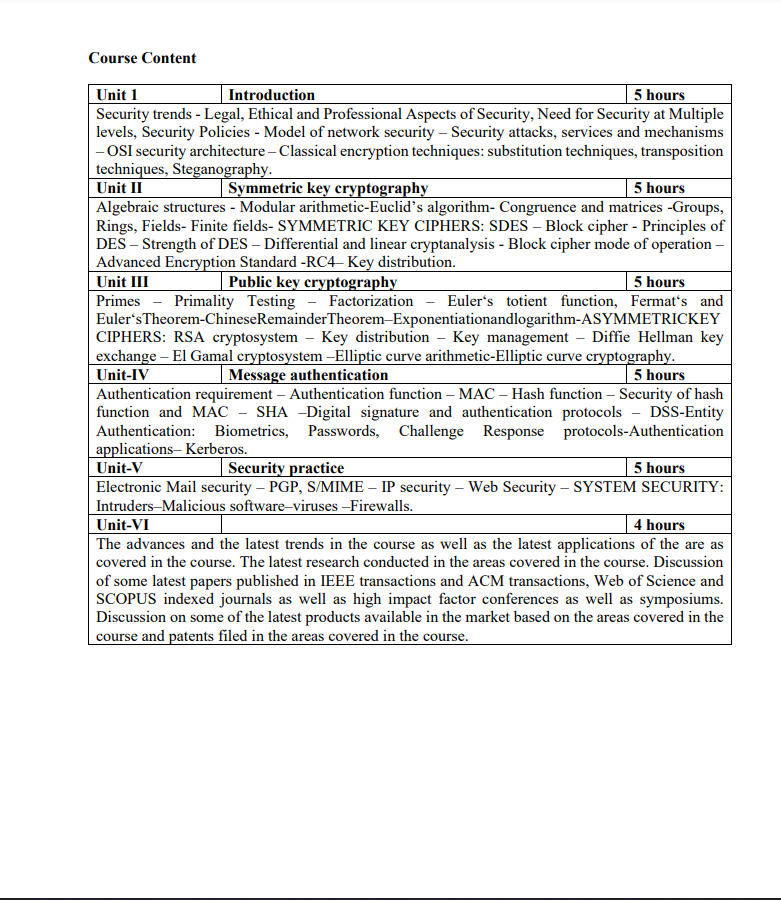 Course Content
Unit 1 Introduction 5 hours
Security trends - Legal, Ethical and Professional Aspects of Security, Need for Security at Multiple
levels, Security Policies - Model of network security – Security attacks, services and mechanisms
– OSI security architecture – Classical encryption techniques: substitution techniques, transposition
techniques, Steganography.
Unit II Symmetric key cryptography 5 hours
Algebraic structures - Modular arithmetic-Euclid's algorithm- Congruence and matrices -Groups,
Rings, Fields- Finite fields- SYMMETRIC KEY CIPHERS: SDES – Block cipher - Principles of
DES – Strength of DES – Differential and linear cryptanalysis - Block cipher mode of operation –
Advanced Encryption Standard -RC4– Key distribution.
Unit III Public key cryptography 5 hours
Primes – Primality Testing – Factorization – Euler‘s totient function, Fermat‘s and
Euler‘sTheorem-ChineseRemainderTheorem–Exponentiationandlogarithm-ASYMMETRICKEY
CIPHERS: RSA cryptosystem – Key distribution – Key management – Diffie Hellman key
exchange – El Gamal cryptosystem –Elliptic curve arithmetic-Elliptic curve cryptography.
Unit-IV Message authentication 5 hours
Authentication requirement – Authentication function – MAC – Hash function – Security of hash
function and MAC – SHA –Digital signature and authentication protocols – DSS-Entity
Authentication: Biometrics, Passwords, Challenge Response protocols-Authentication
applications– Kerberos.
Unit-V Security practice 5 hours
Electronic Mail security – PGP, S/MIME – IP security – Web Security – SYSTEM SECURITY:
Intruders–Malicious software–viruses –Firewalls.
Unit-VI 4 hours
The advances and the latest trends in the course as well as the latest applications of the are as
covered in the course. The latest research conducted in the areas covered in the course. Discussion
of some latest papers published in IEEE transactions and ACM transactions, Web of Science and
SCOPUS indexed journals as well as high impact factor conferences as well as symposiums.
Discussion on some of the latest products available in the market based on the areas covered in the
course and patents filed in the areas covered in the course.